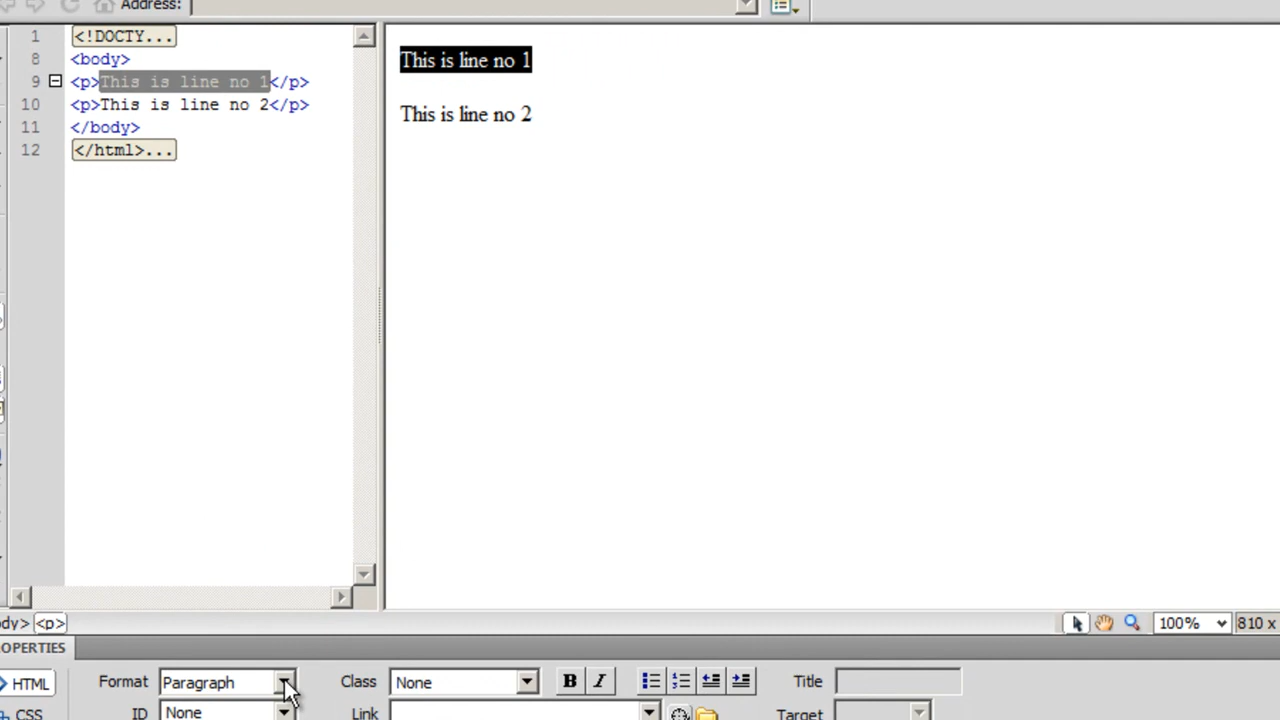 Address:
1 <!DOCTY...
8 <body>
9 <p>This is line no 1</p>
10 <p>This is line no 2</p>
11 </body>
12 </html>...
This is line no 1
This is line no 2
dy> <p>
100%
810 x
OPERTIES
HTML
Format Paragraph
Class None
B I
Title
CSS
ID None
Link
Target